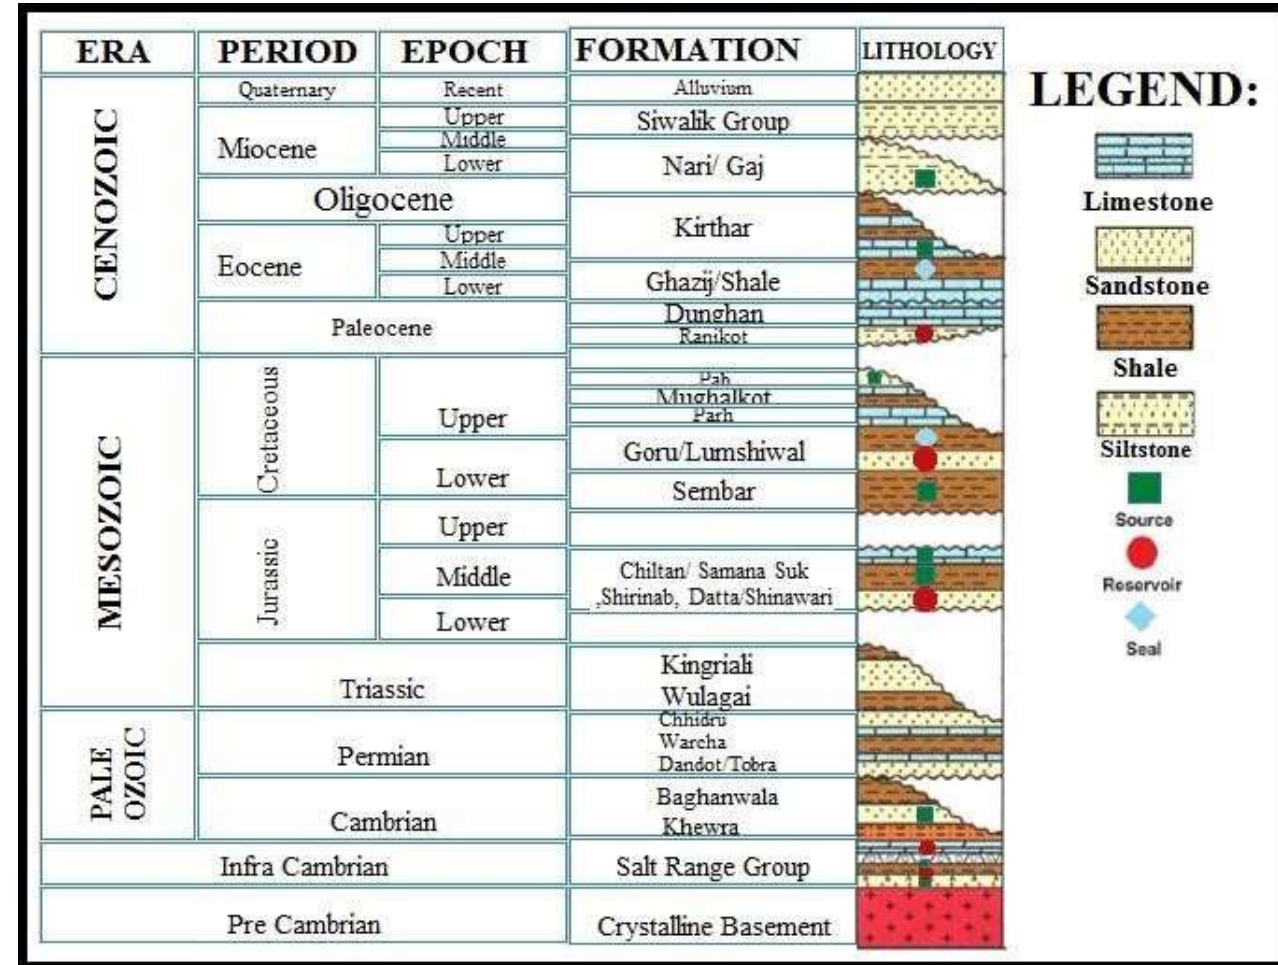 ERA PERIOD EPOCH FORMATION LITHOLOGY
CENOZOIC
Quaternary Recent Alluvium
Miocene
Upper
Middle
Lower
Siwalik Group
Nari/ Gaj
Oligocene
Kirthar
Eocene
Upper
Middle
Lower
Ghazij/Shale
Paleocene
Dunghan
Ranikot
MESOZOIC
Cretaceous
Upper
Lower
Pab
Mughalkot
Parh
Goru/Lumshiwal
Sembar
Jurassic
Upper
Middle
Lower
Chiltan/ Samana Suk
,Shirinab, Datta/Shinawari
Triassic
Kingriali
Wulagai
PALE
OZOIC
Permian
Chhidru
Warcha
Dandot/Tobra
Cambrian
Baghanwala
Khewra
Infra Cambrian Salt Range Group
Pre Cambrian Crystalline Basement
LEGEND:
Limestone
Sandstone
Shale
Siltstone
Source
Reservoir
Seal